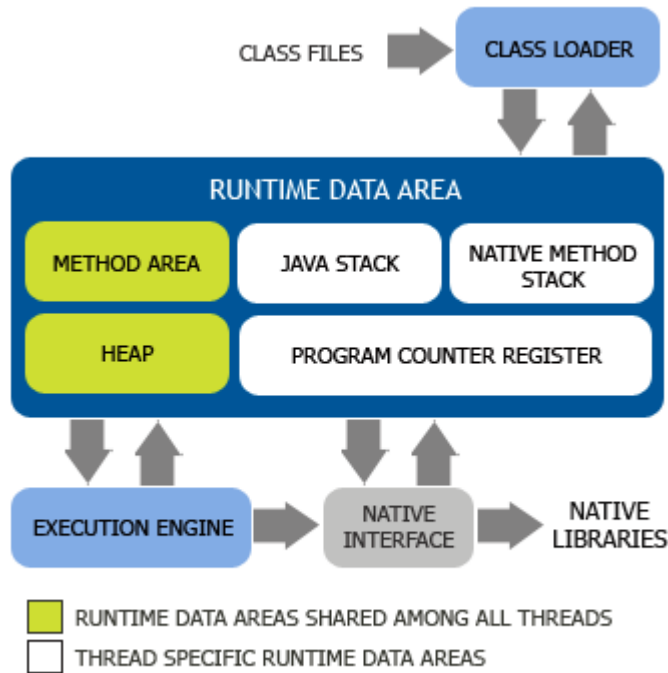 CLASS FILES
CLASS LOADER
RUNTIME DATA AREA
METHOD AREA
JAVA STACK
NATIVE METHOD
STACK
HEAP
PROGRAM COUNTER REGISTER
EXECUTION ENGINE
NATIVE
INTERFACE
NATIVE
LIBRARIES
RUNTIME DATA AREAS SHARED AMONG ALL THREADS
THREAD SPECIFIC RUNTIME DATA AREAS